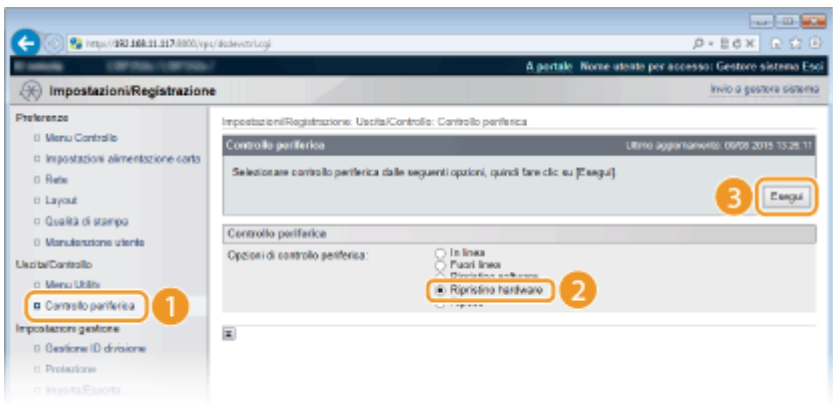 http://192.168.11.117:8000/rps/dsdevctrl.cgi
A portale Nome utente per accesso: Gestore sistema Esci
Impostazioni/Registrazione
Invio a gestore sistema
Preferenze
Menu Controllo
Impostazioni alimentazione carta
Rete
Layout
Qualità di stampa
Manutenzione utente
Uscita/Controllo
Menu Utilità
Controllo periferica
1
Impostazioni gestione
Gestione ID divisione
Protezione
Importa/Esporta
Impostazioni/Registrazione: Uscita/Controllo: Controllo periferica
Controllo periferica
Ultimo aggiornamento: 09/08 2015 13:26:11
Selezionare controllo periferica dalle seguenti opzioni, quindi fare clic su [Esegui].
3
Esegui
Controllo periferica
Opzioni di controllo periferica:
In linea
Fuori linea
Ripristino software
Ripristino hardware
2